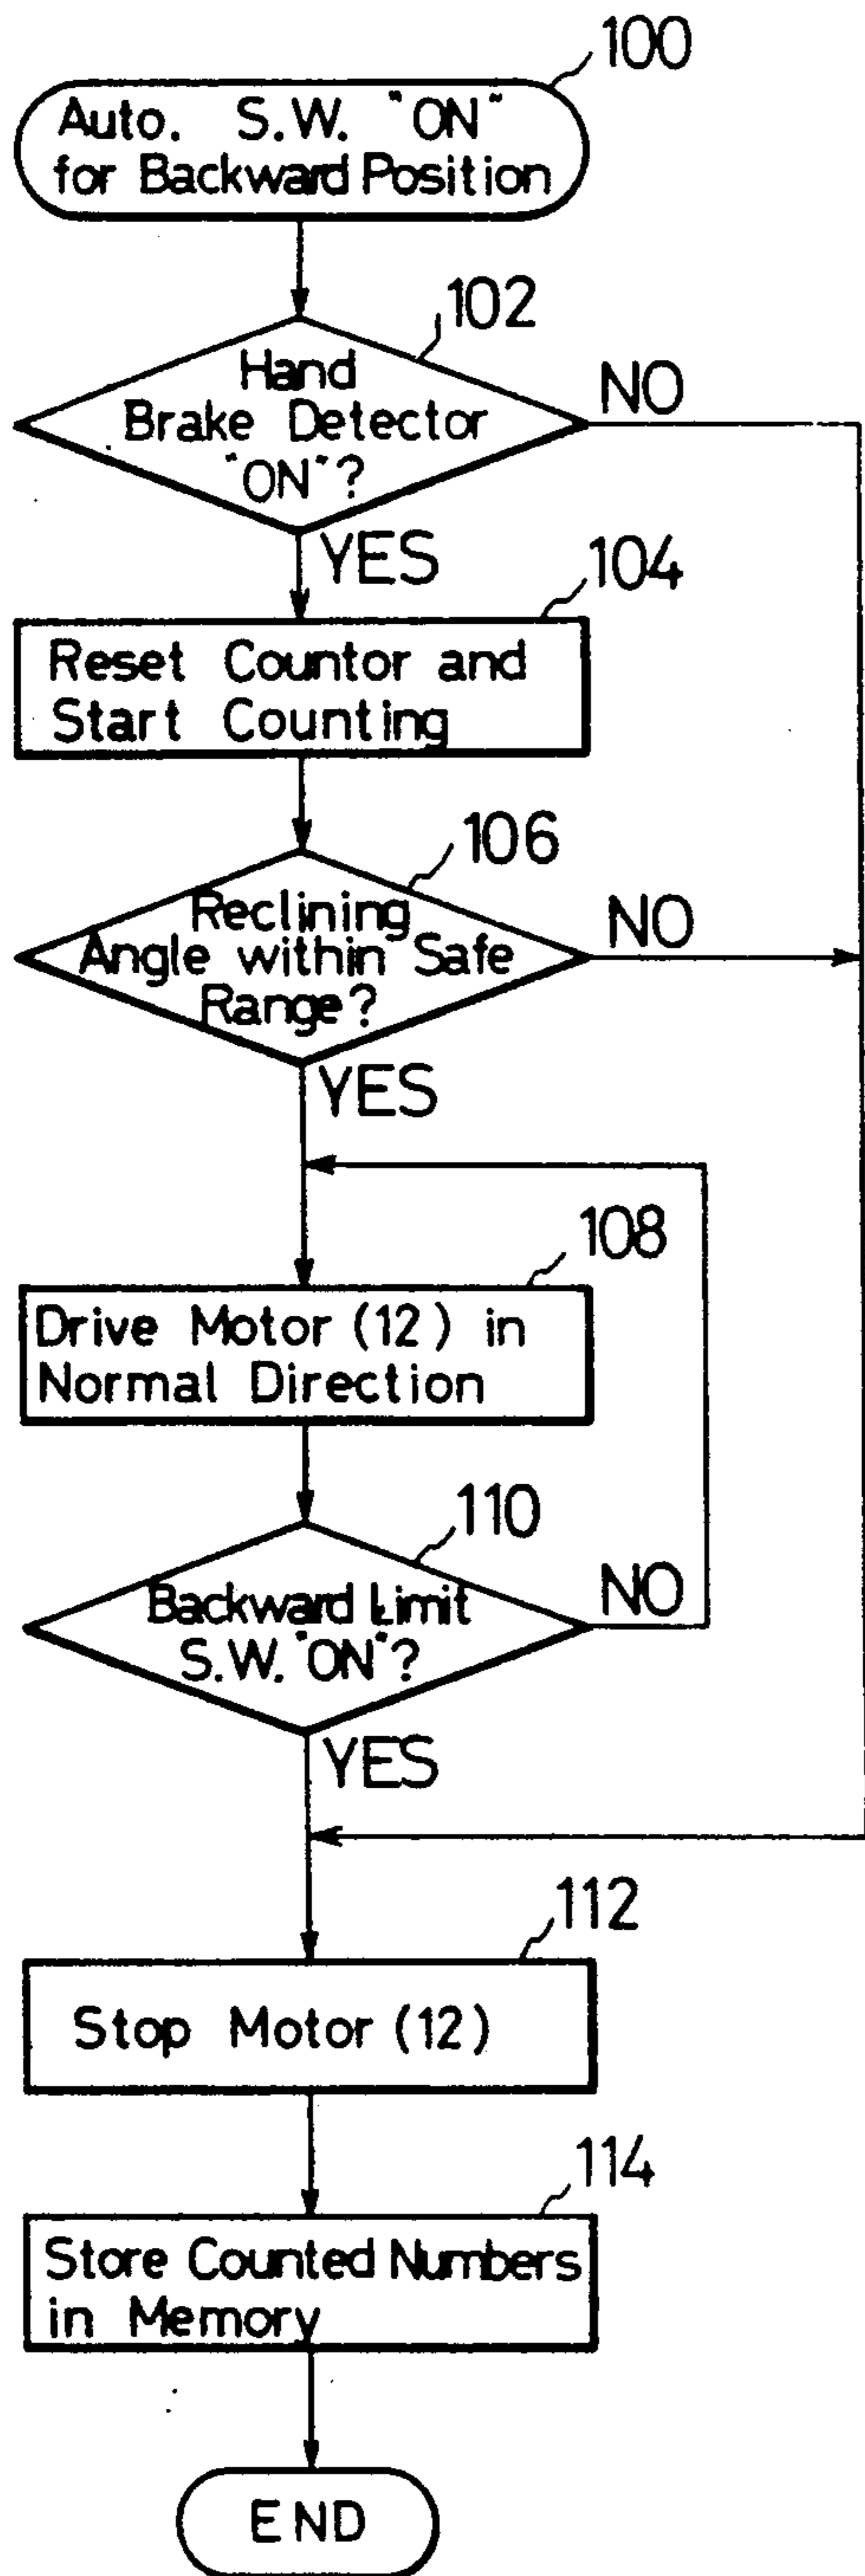 100
Auto. S.W. "ON"
for Backward Position
102
Hand
Brake Detector
"ON"?
NO
YES
104
Reset Countor and
Start Counting
106
Reclining
Angle within Safe
Range?
NO
YES
108
Drive Motor (12) in
Normal Direction
110
Backward Limit
S.W. "ON"?
NO
YES
112
Stop Motor (12)
114
Store Counted Numbers
in Memory
END